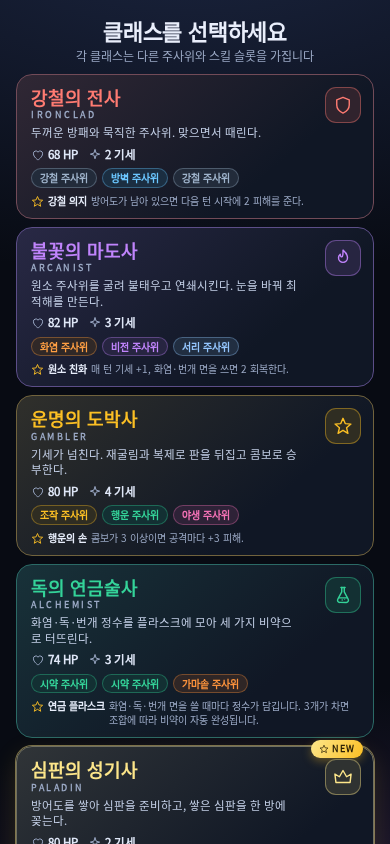 클래스를 선택하세요
각 클래스는 다른 주사위와 스킬 슬롯을 가집니다
강철의 전사
IRONCLAD
두꺼운 방패와 묵직한 주사위. 맞으면서 때린다.
68 HP 2 기세
강철 주사위 방벽 주사위 강철 주사위
강철 의지 방어도가 남아 있으면 다음 턴 시작에 2 피해를 준다.
불꽃의 마도사
ARCANIST
원소 주사위를 굴려 불태우고 연쇄시킨다. 눈을 바꿔 최
적해를 만든다.
82 HP 3 기세
화염 주사위 비전 주사위 서리 주사위
원소 친화 매 턴 기세 +1, 화염·번개 면을 쓰면 2 회복한다.
운명의 도박사
GAMBLER
기세가 넘친다. 재굴림과 복제로 판을 뒤집고 콤보로 승
부한다.
80 HP 4 기세
조작 주사위 행운 주사위 야생 주사위
행운의 손 콤보가 3 이상이면 공격마다 +3 피해.
독의 연금술사
ALCHEMIST
화염·독·번개 정수를 플라스크에 모아 세 가지 비약으
로 터뜨린다.
74 HP 3 기세
시약 주사위 시약 주사위 가마솥 주사위
연금 플라스크 화염·독·번개 면을 쓸 때마다 정수가 담깁니다. 3개가 차면
조합에 따라 비약이 자동 완성됩니다.
NEW
심판의 성기사
PALADIN
방어도를 쌓아 심판을 준비하고, 쌓은 심판을 한 방에
꽂는다.
80 HP 2 기세